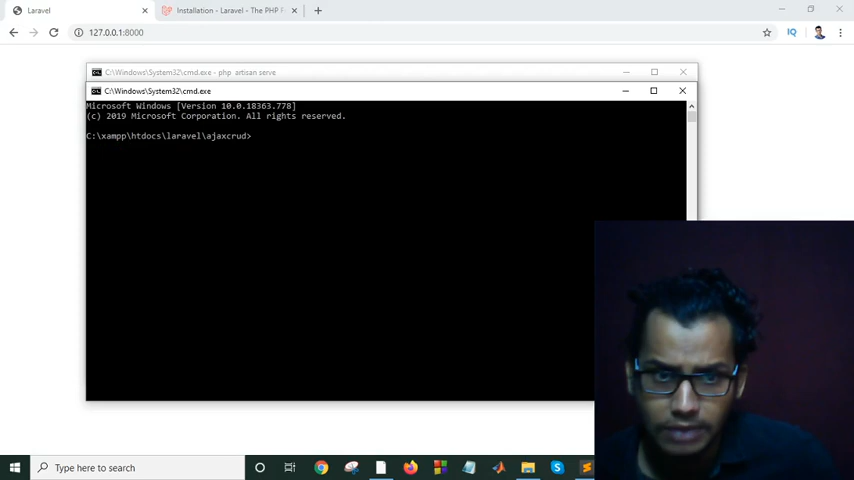 Laravel
Installation - Laravel - The PHP F
127.0.0.1:8000
IQ
C:\Windows\System32\cmd.exe - php artisan serve
C:\Windows\System32\cmd.exe
Microsoft Windows [Version 10.0.18363.778]
(c) 2019 Microsoft Corporation. All rights reserved.
C:\xampp\htdocs\laravel\ajaxcrud>
Type here to search